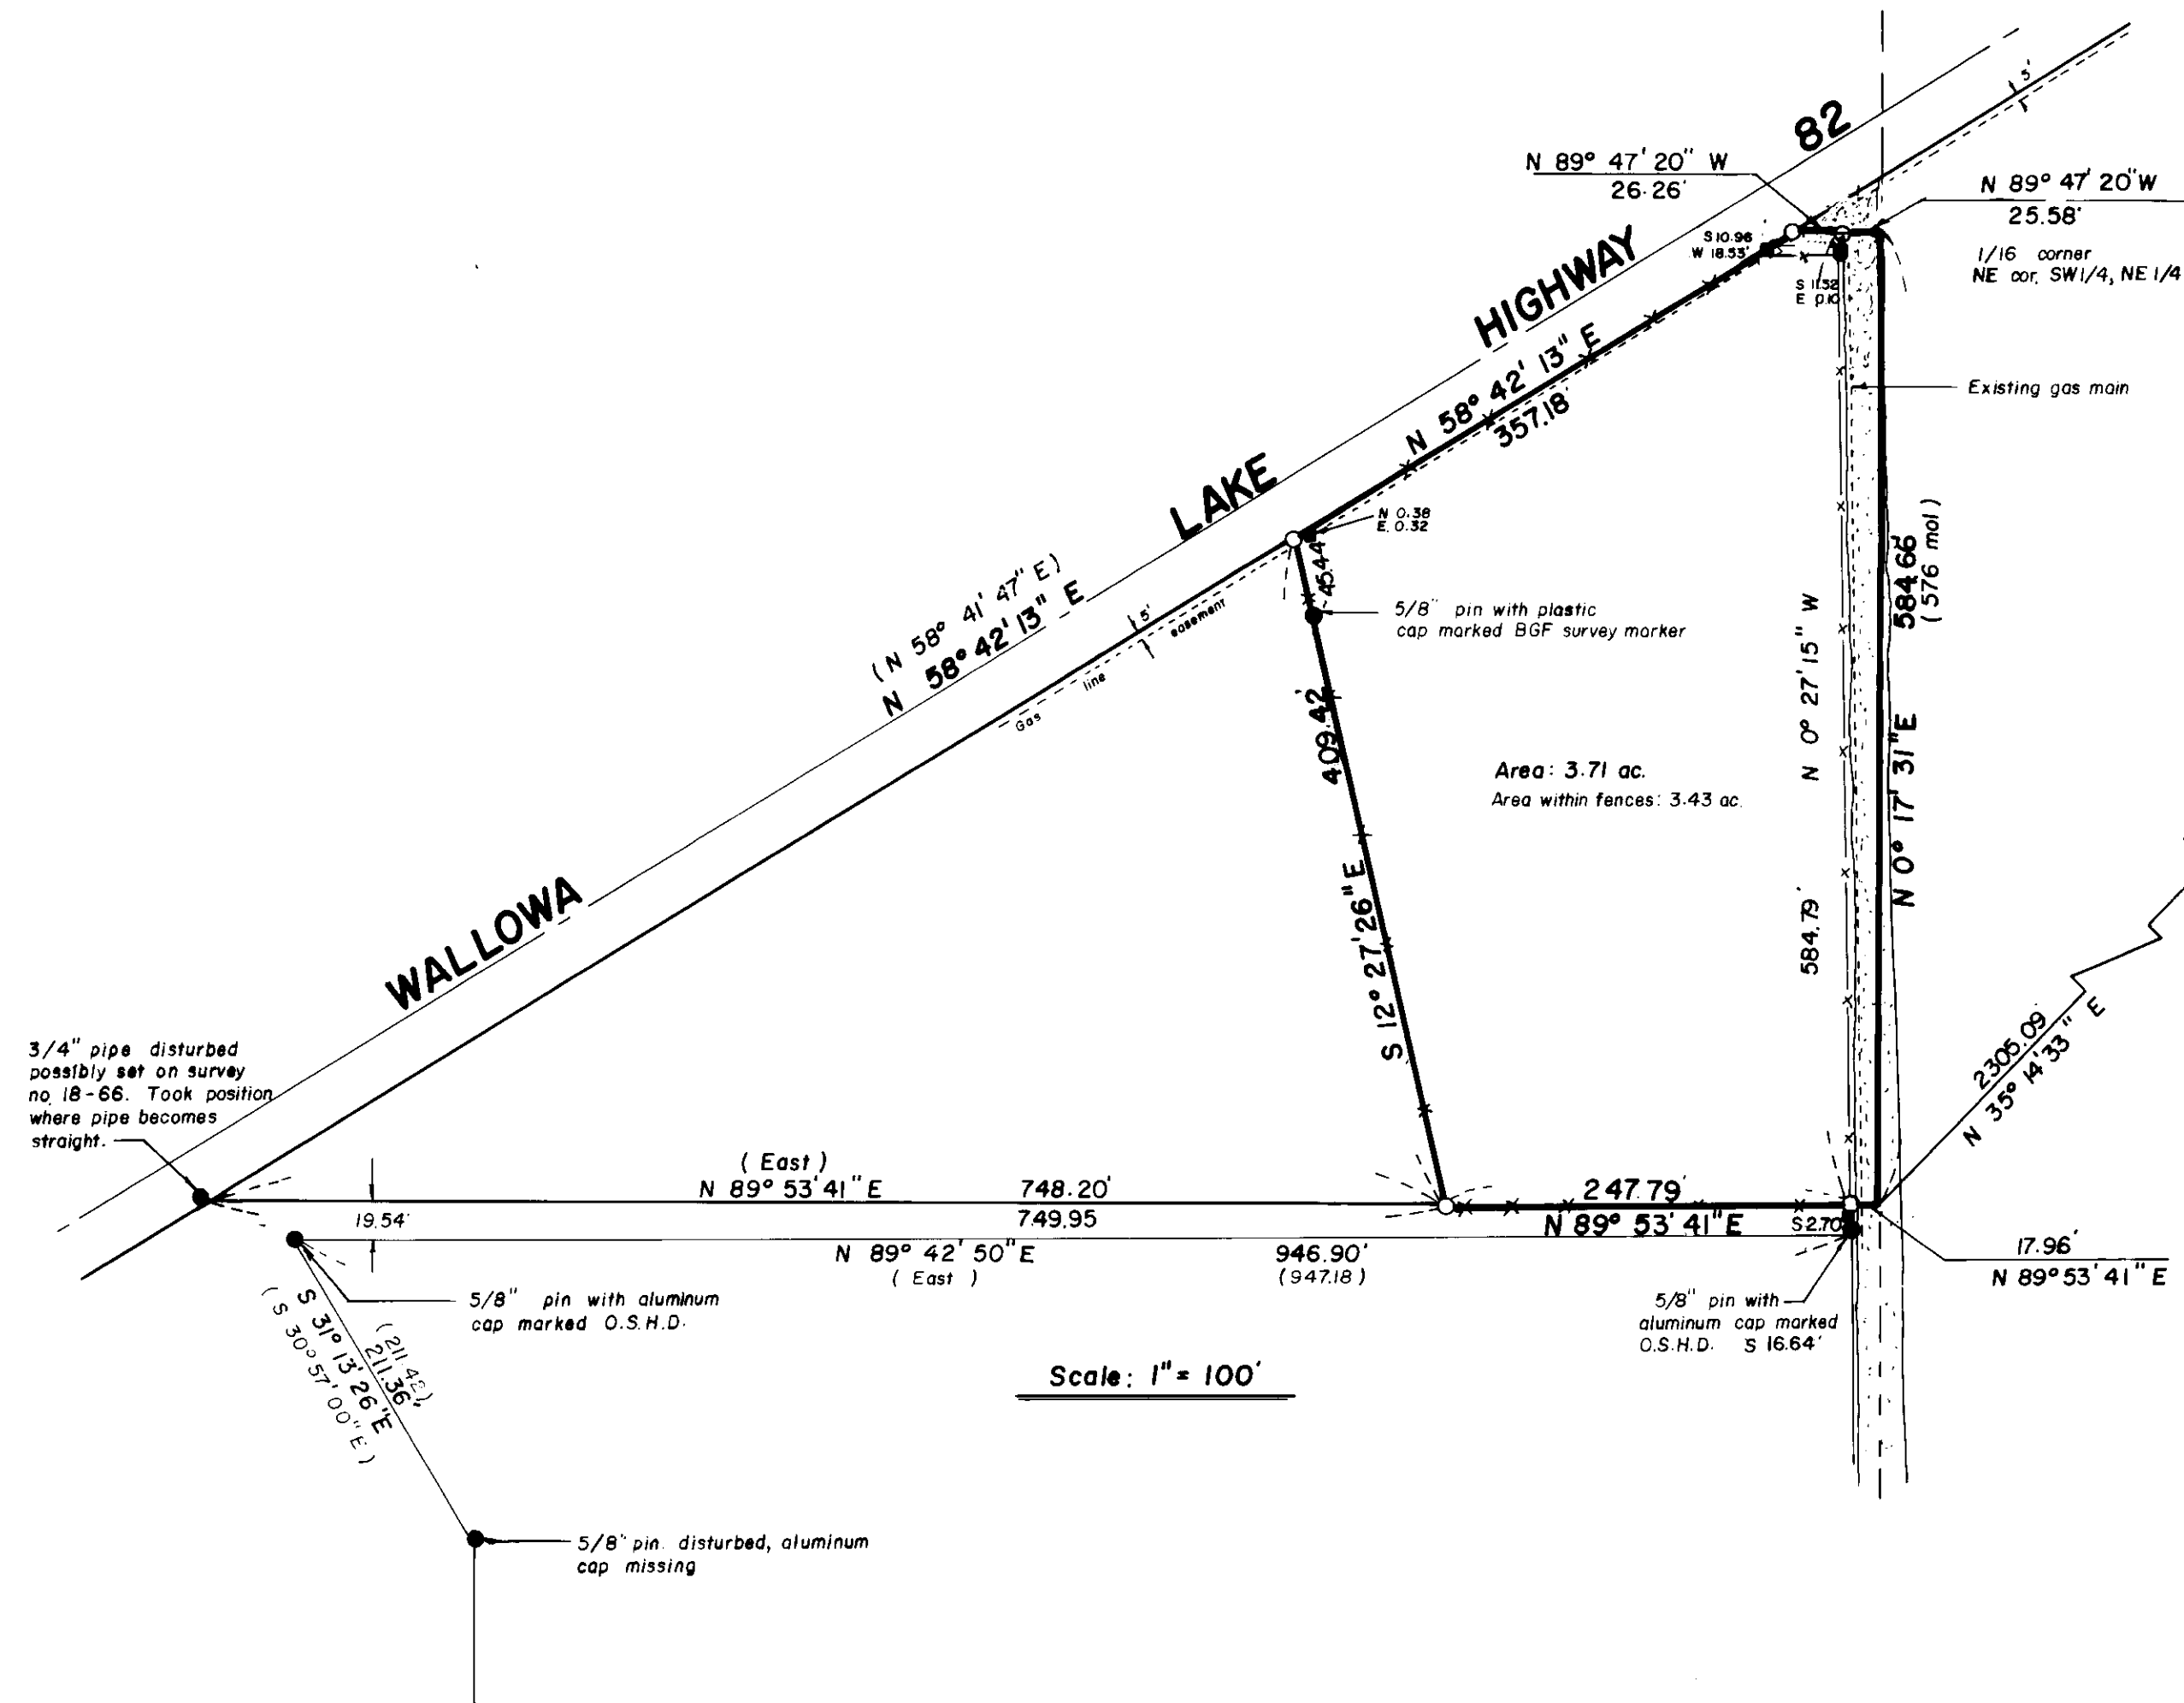 WALLOWA LAKE HIGHWAY 82
N 89° 47' 20" W
26.26'
N 89° 47' 20" W
25.58'
1/16 corner
NE cor, SW1/4, NE 1/4
5'
S 10.96
W 18.53'
S 11.52
E 0.10
Existing gas main
N 58° 42' 13" E
357.18'
N 0.38
E. 0.32
45.44
(N 58° 41' 47" E)
N 58° 42' 13" E
5'
Gas line easement
5/8" pin with plastic
cap marked BGF survey marker
409.42'
S 12° 27' 26" E
Area: 3.71 ac.
Area within fences: 3.43 ac.
N 0° 27' 15" W
584.79'
584.66'
(576 mol)
N 0° 17' 31" E
2305.09
N 35° 14' 33" E
3/4" pipe disturbed
possibly set on survey
no. 18-66. Took position
where pipe becomes
straight.
(East)
N 89° 53' 41" E 748.20'
749.95
19.54'
N 89° 42' 50" E 946.90'
(East) (947.18)
247.79'
N 89° 53' 41" E
S 2.70
17.96'
N 89° 53' 41" E
5/8" pin with aluminum
cap marked O.S.H.D.
5/8" pin with
aluminum cap marked
O.S.H.D. S 16.64'
(211.42)
211.36'
S 31° 13' 26" E
(S 30° 57' 00" E)
Scale: 1" = 100'
5/8" pin. disturbed, aluminum
cap missing